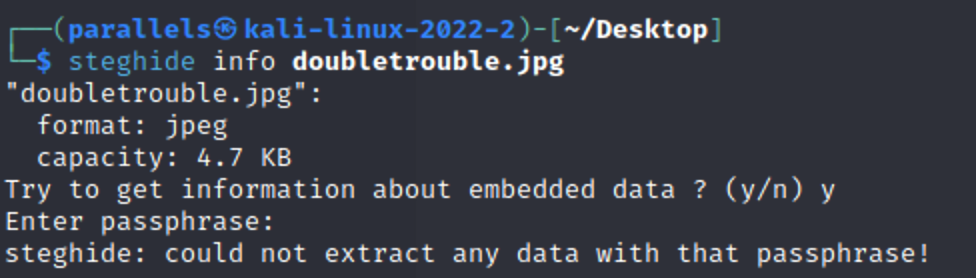 ┌──(parallels㉿kali-linux-2022-2)-[~/Desktop]
└─$ steghide info doubletrouble.jpg
"doubletrouble.jpg":
  format: jpeg
  capacity: 4.7 KB
Try to get information about embedded data ? (y/n) y
Enter passphrase:
steghide: could not extract any data with that passphrase!